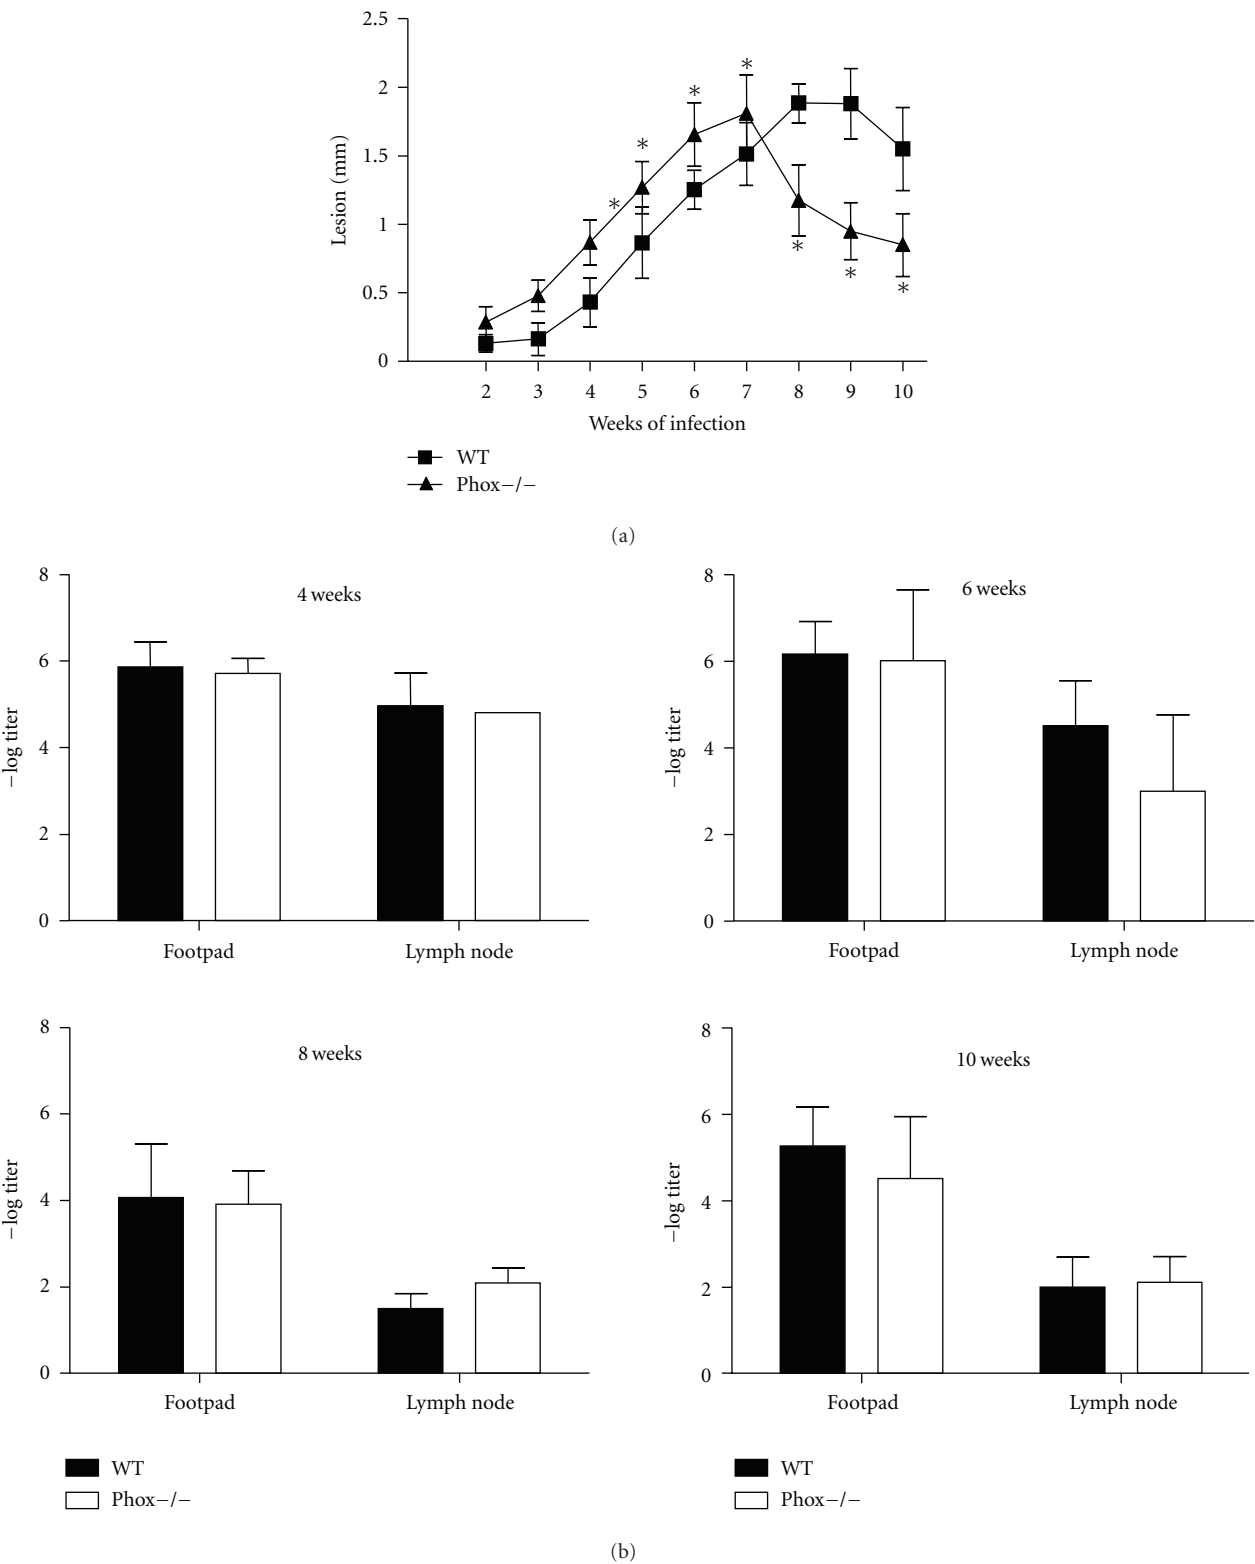 2.5
2
1.5
1
0.5
0
Lesion (mm)
* * * * * * *
2 3 4 5 6 7 8 9 10
Weeks of infection
WT
Phox−/−
(a)
8
6
4
2
0
−log titer
4 weeks
Footpad Lymph node
8
6
4
2
0
−log titer
6 weeks
Footpad Lymph node
8
6
4
2
0
−log titer
8 weeks
Footpad Lymph node
WT
Phox−/−
8
6
4
2
0
−log titer
10 weeks
Footpad Lymph node
WT
Phox−/−
(b)